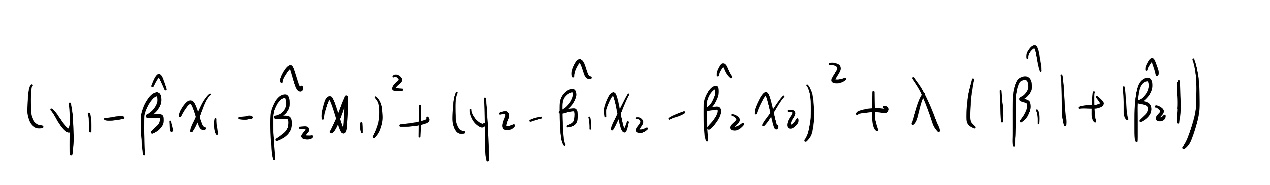 (y₁ - β̂₁x₁ - β̂₂x₁)² + (y₂ - β̂₁x₂ - β̂₂x₂)² + λ(|β̂₁| + |β̂₂|)